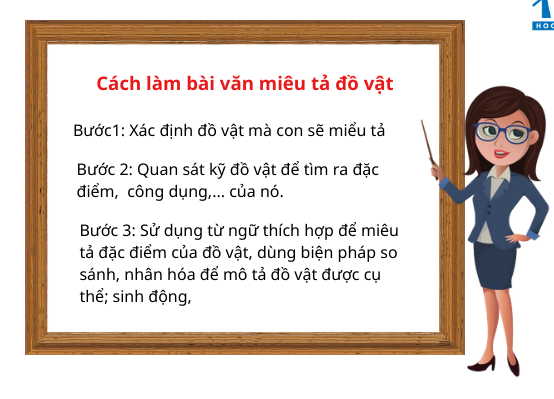 1
HOC
Cách làm bài văn miêu tả đồ vật
Bước1: Xác định đồ vật mà con sẽ miểu tả
Bước 2: Quan sát kỹ đồ vật để tìm ra đặc
điểm,  công dụng,... của nó.
Bước 3: Sử dụng từ ngữ thích hợp để miêu
tả đặc điểm của đồ vật, dùng biện pháp so
sánh, nhân hóa để mô tả đồ vật được cụ
thể; sinh động,